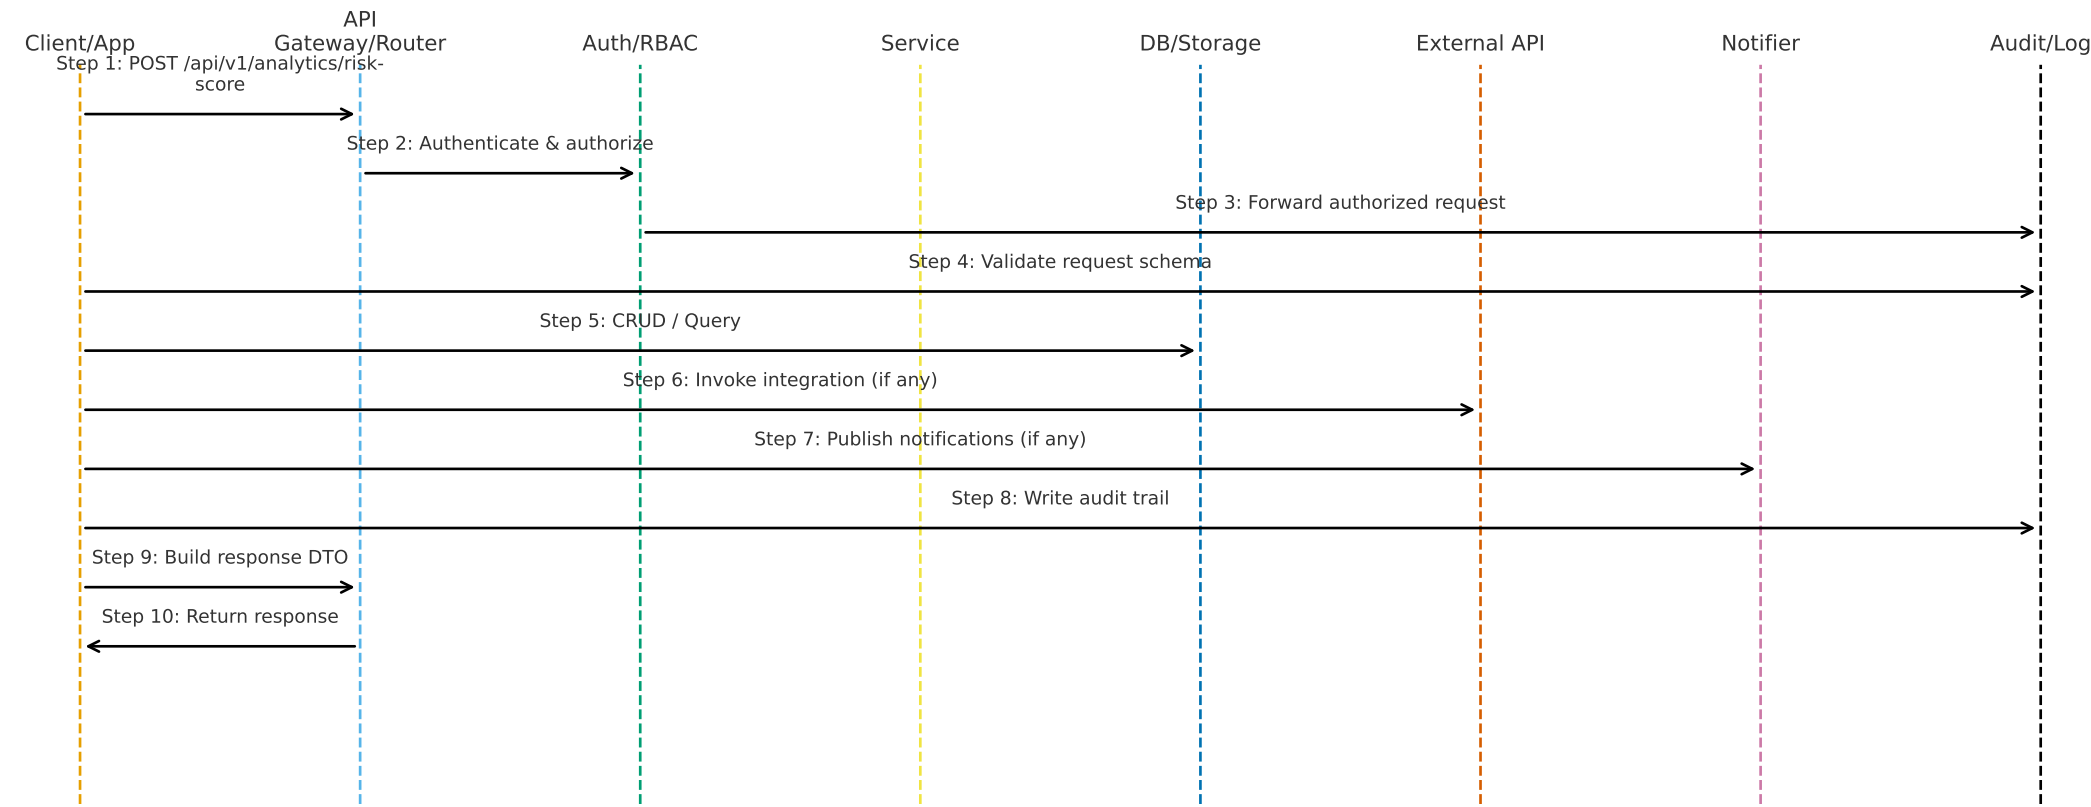 API
Client/App Gateway/Router Auth/RBAC Service DB/Storage External API Notifier Audit/Log
Step 1: POST /api/v1/analytics/risk-
score
Step 2: Authenticate & authorize
Step 3: Forward authorized request
Step 4: Validate request schema
Step 5: CRUD / Query
Step 6: Invoke integration (if any)
Step 7: Publish notifications (if any)
Step 8: Write audit trail
Step 9: Build response DTO
Step 10: Return response